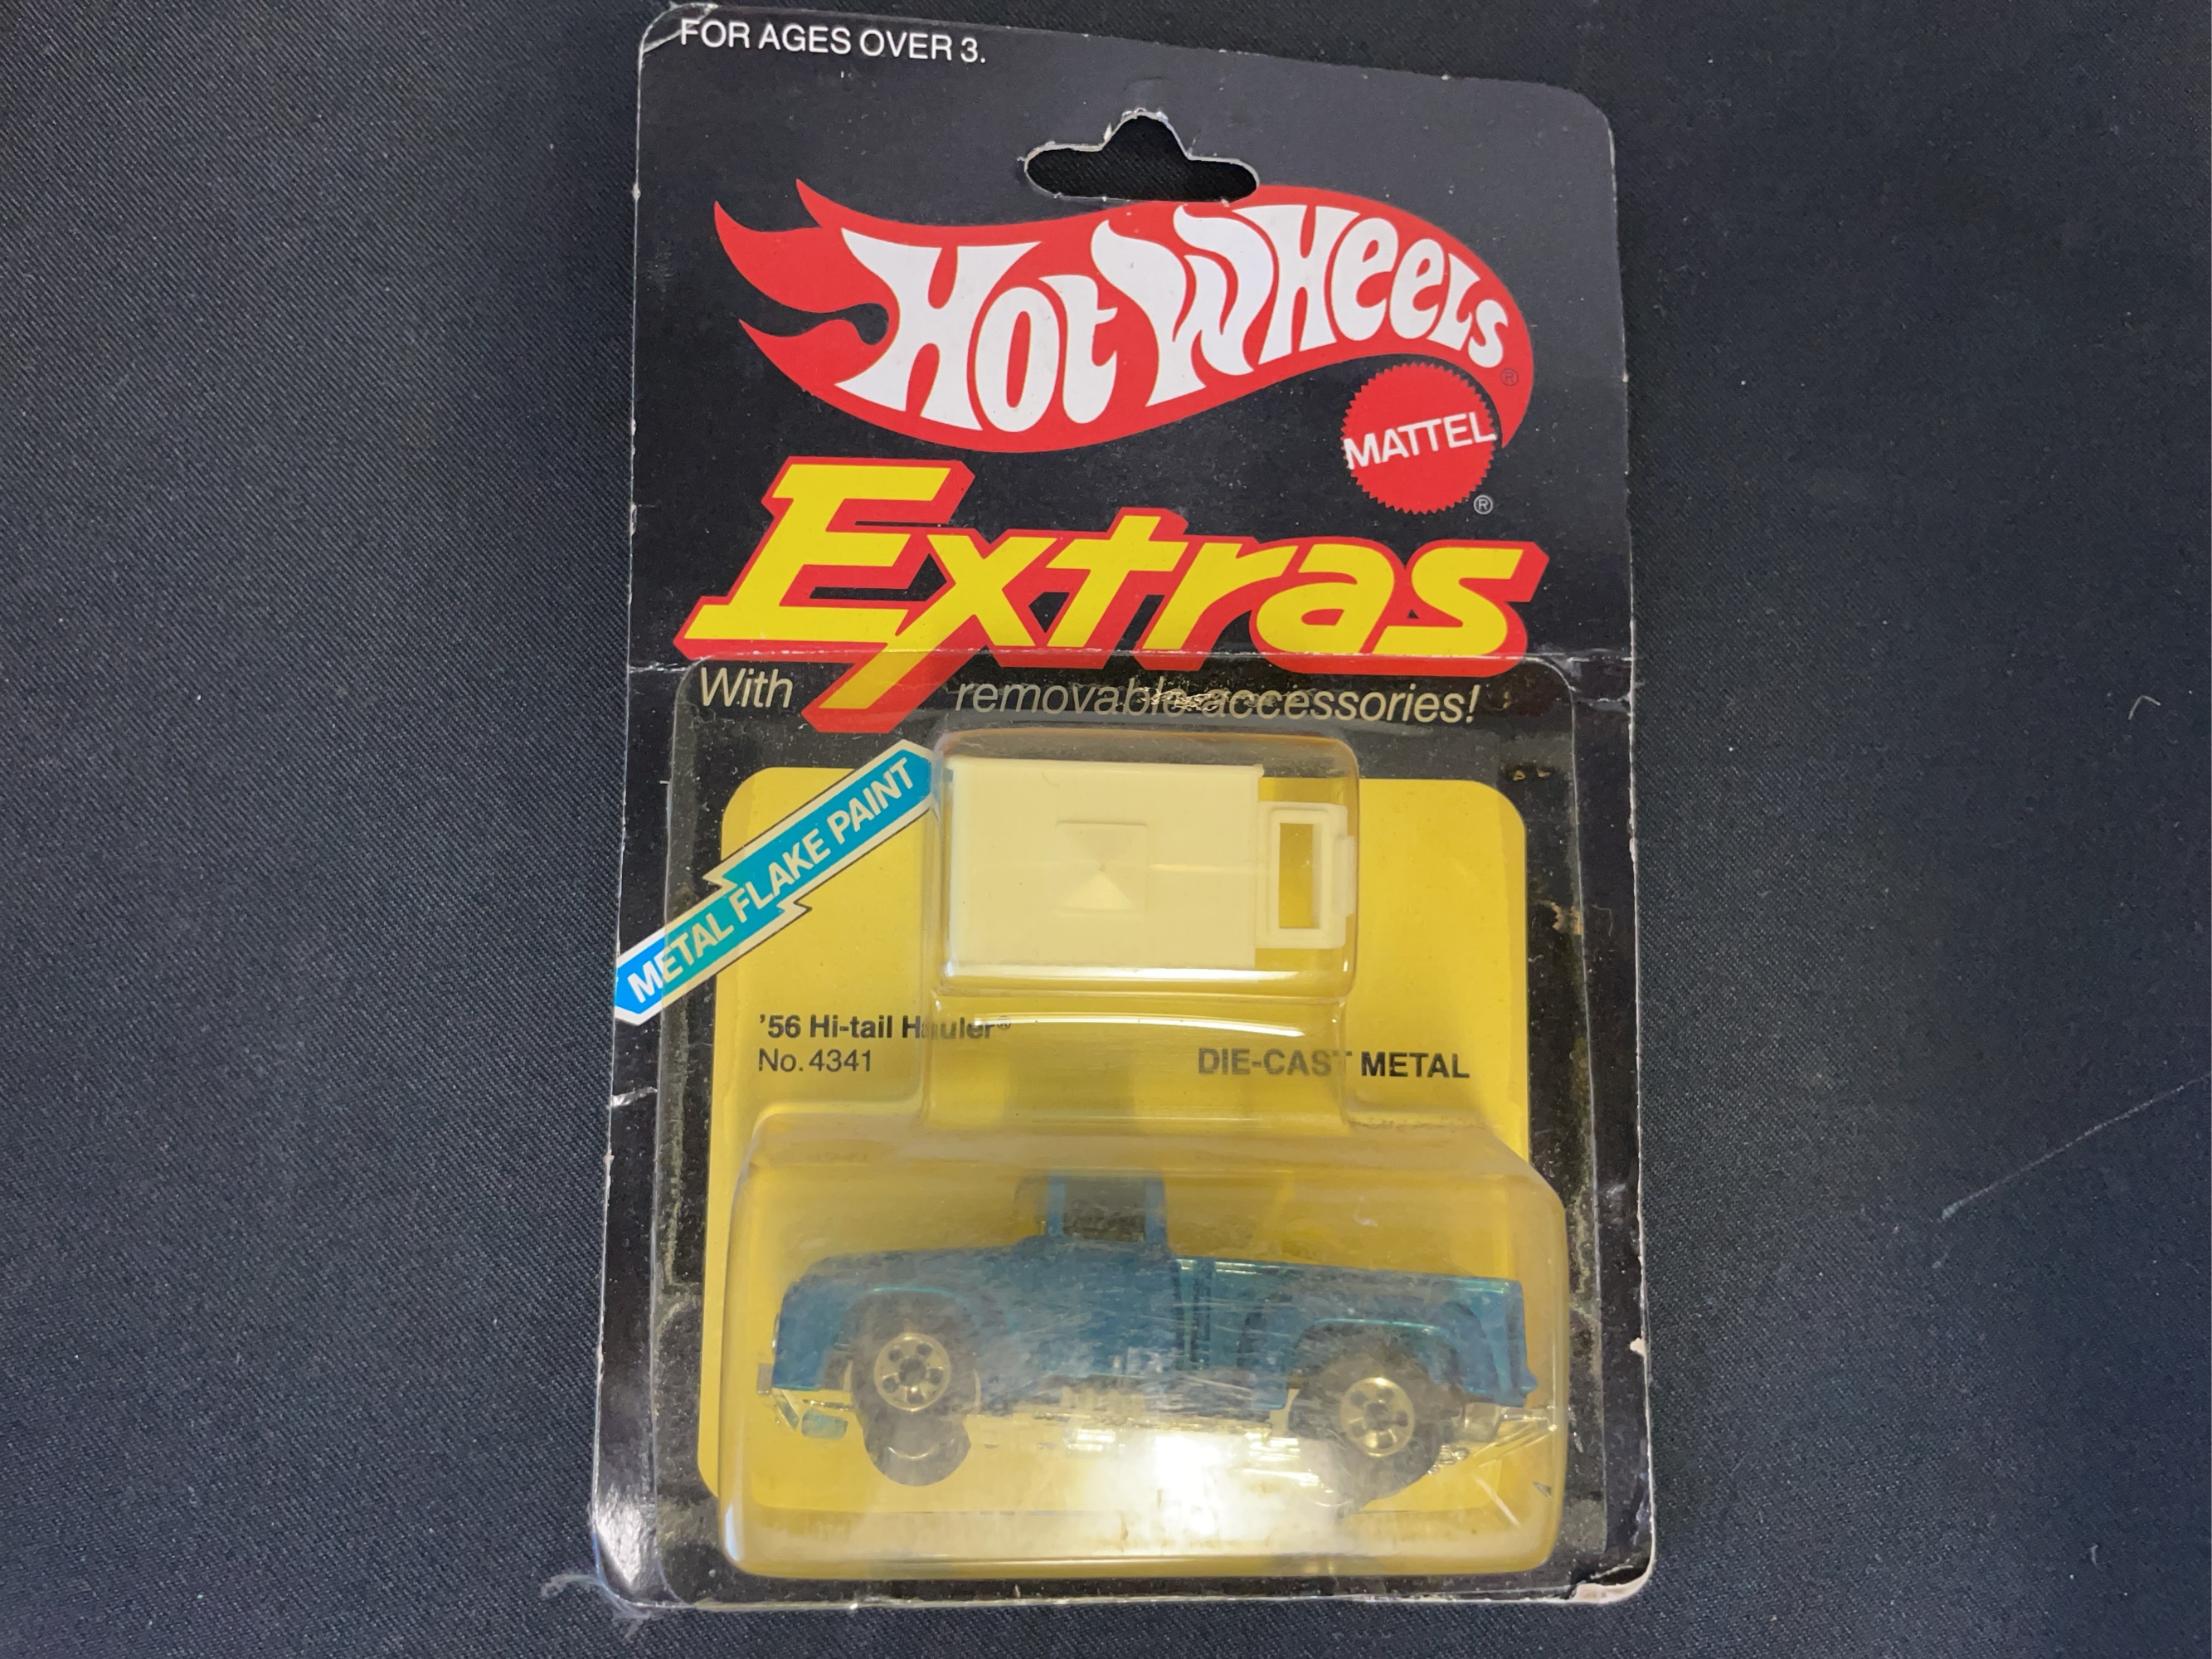 FOR AGES OVER 3.
HOT WHEELS®
MATTEL
®
Extras
With removable accessories!
METAL FLAKE PAINT
'56 Hi-tail Hauler®
No. 4341
DIE-CAST METAL